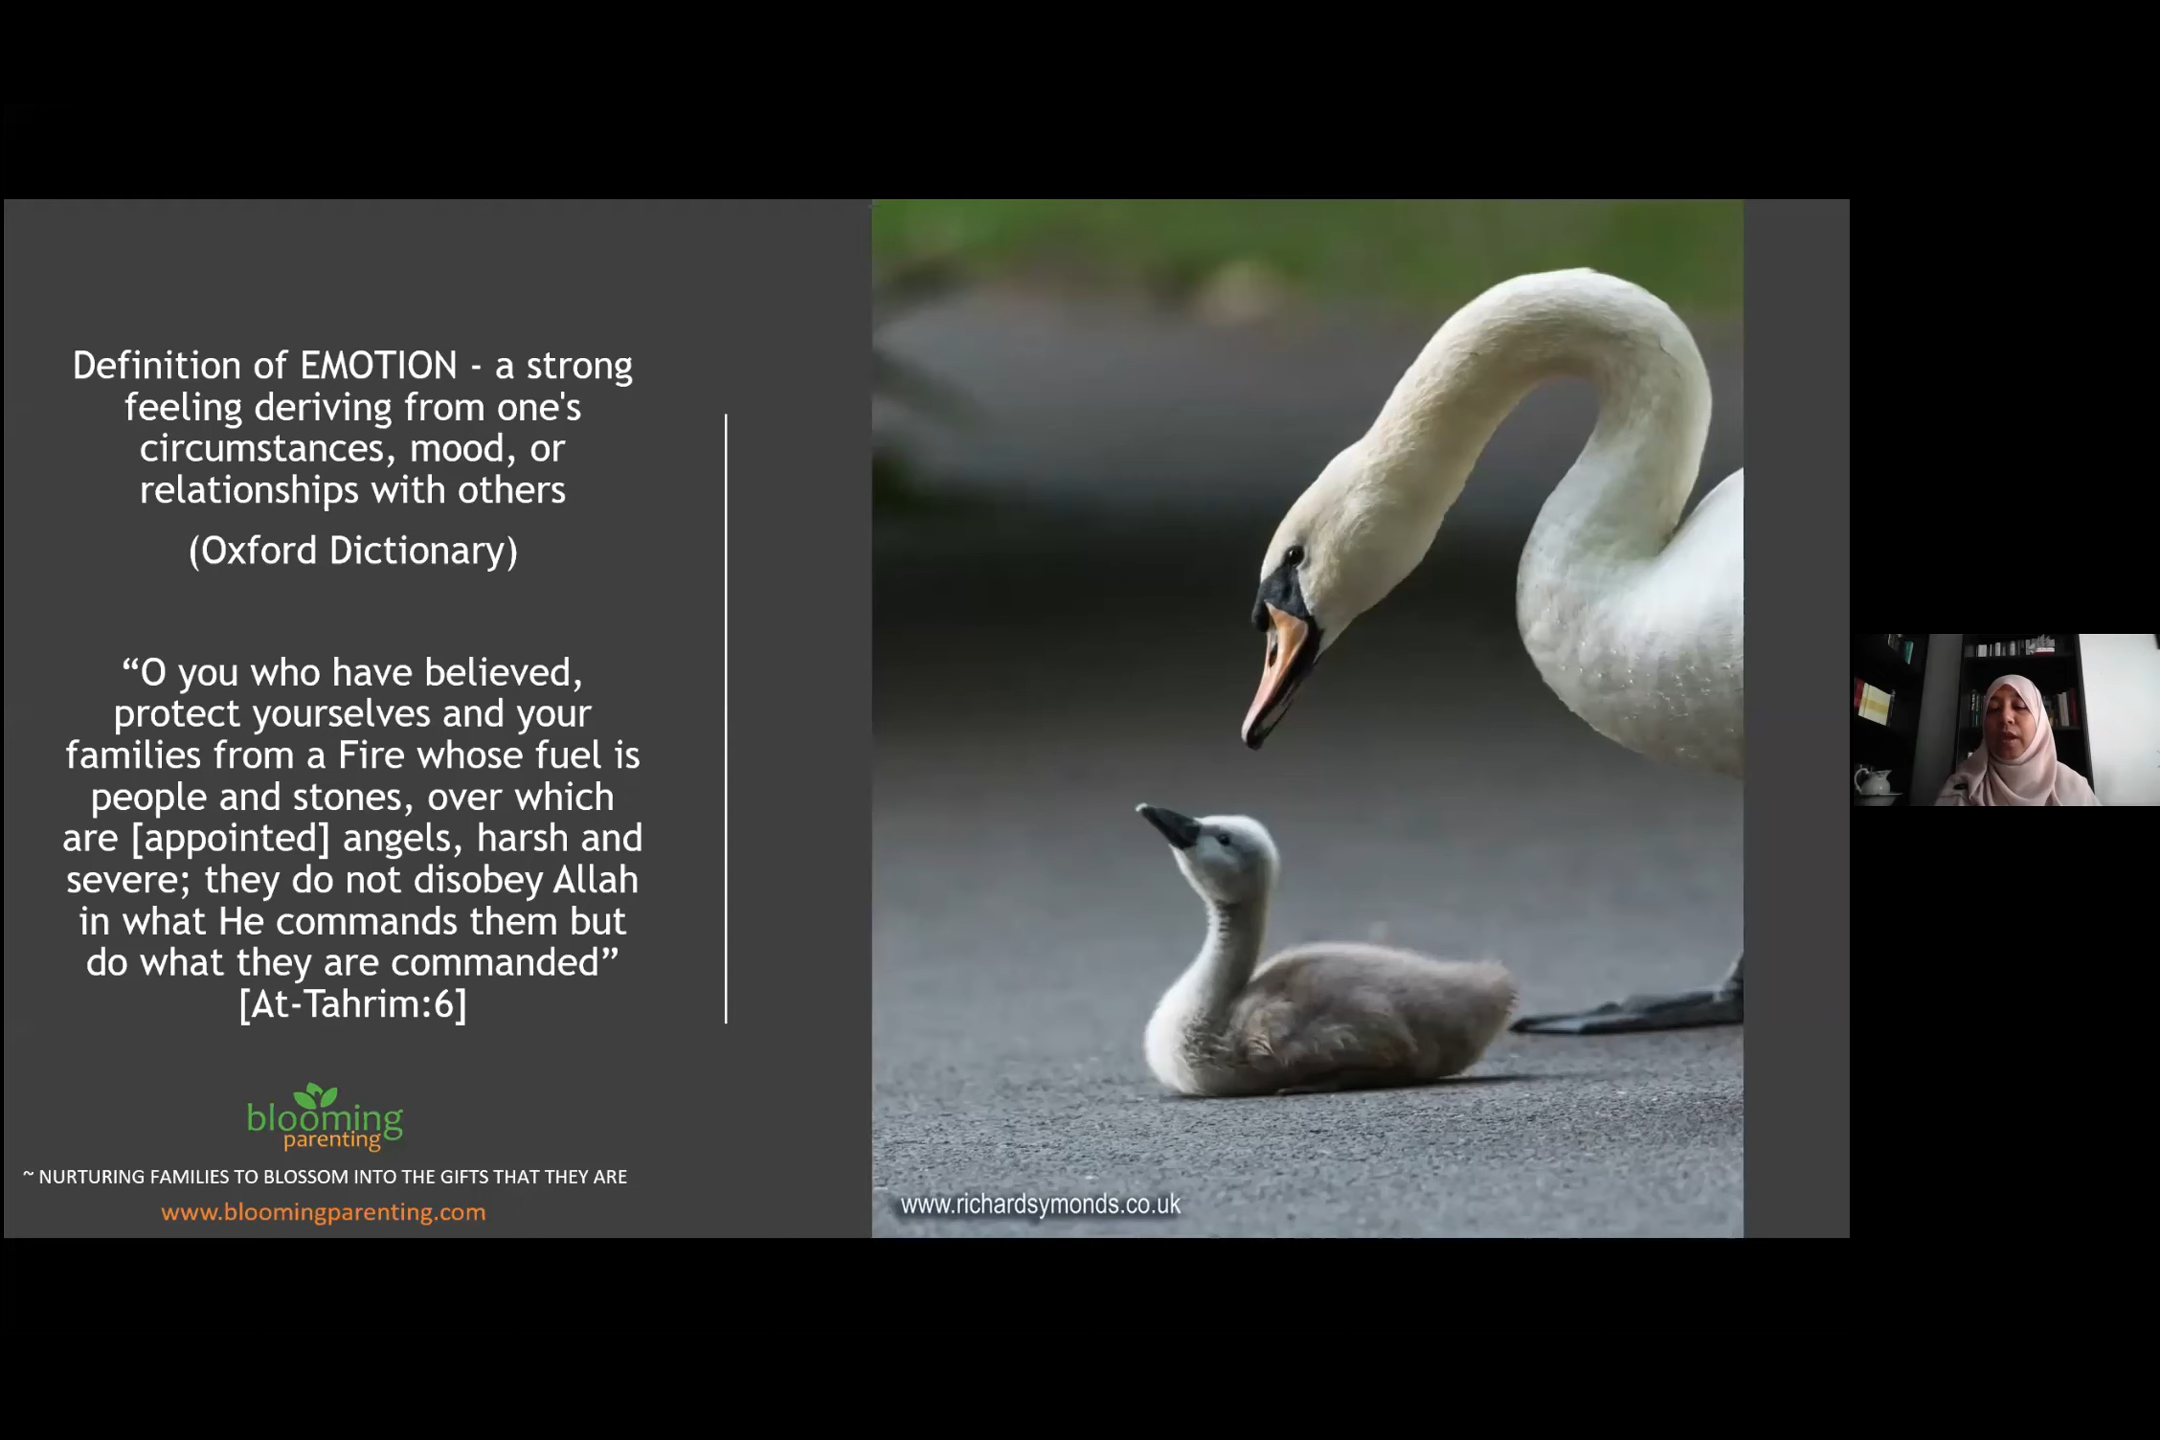 Definition of EMOTION - a strong
feeling deriving from one's
circumstances, mood, or
relationships with others
(Oxford Dictionary)
“O you who have believed,
protect yourselves and your
families from a Fire whose fuel is
people and stones, over which
are [appointed] angels, harsh and
severe; they do not disobey Allah
in what He commands them but
do what they are commanded”
[At-Tahrim:6]
blooming
parenting
~ NURTURING FAMILIES TO BLOSSOM INTO THE GIFTS THAT THEY ARE
www.bloomingparenting.com
www.richardsymonds.co.uk